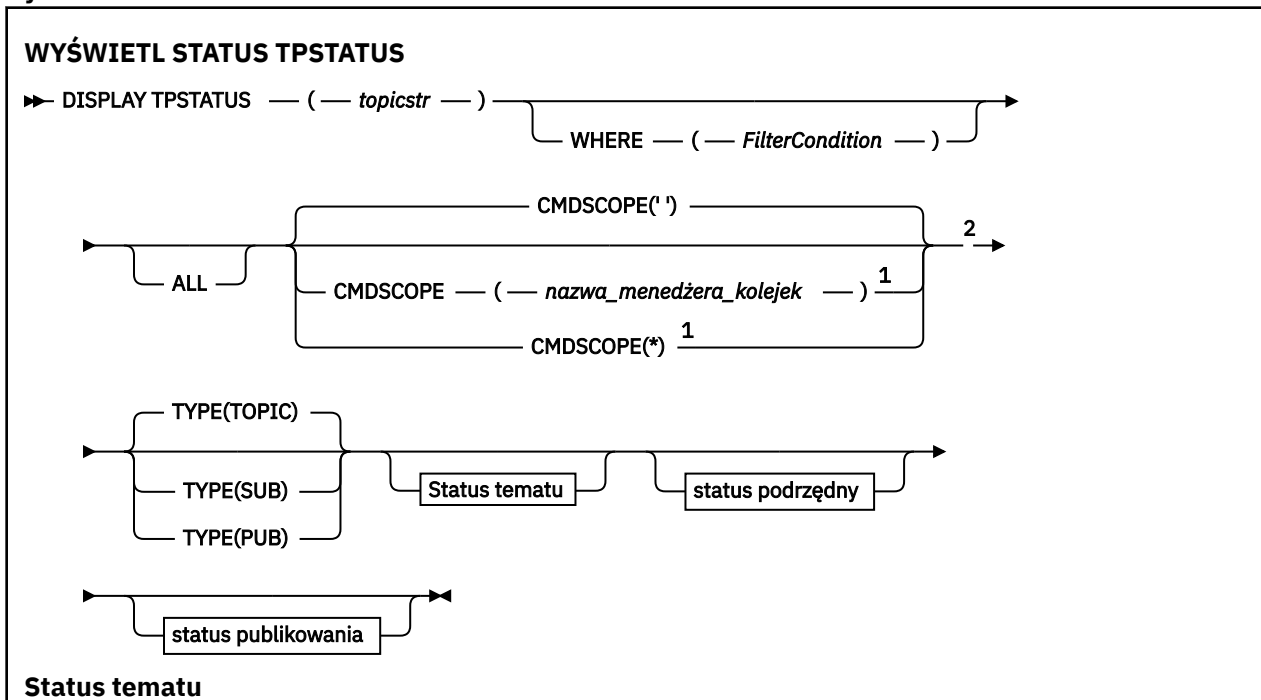 WYŚWIETL STATUS TPSTATUS
DISPLAY TPSTATUS ( topicstr )
WHERE ( FilterCondition )
CMDSCOPE(' ')
2
ALL
CMDSCOPE ( nazwa_menedżera_kolejek ) 1
CMDSCOPE(*) 1
TYPE(TOPIC)
TYPE(SUB)
Status tematu
status podrzędny
TYPE(PUB)
status publikowania
Status tematu